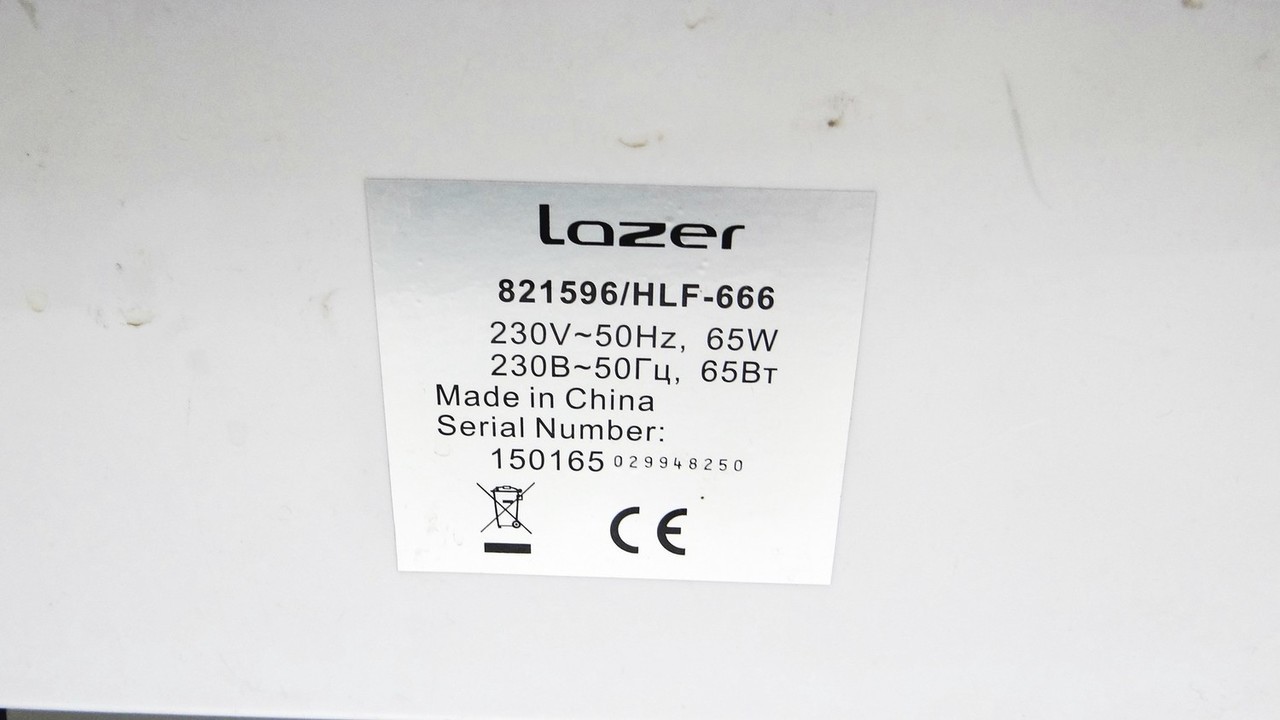 Lazer
821596/HLF-666
230V~50Hz, 65W
230В~50Гц, 65Вт
Made in China
Serial Number:
150165 029948250
CE